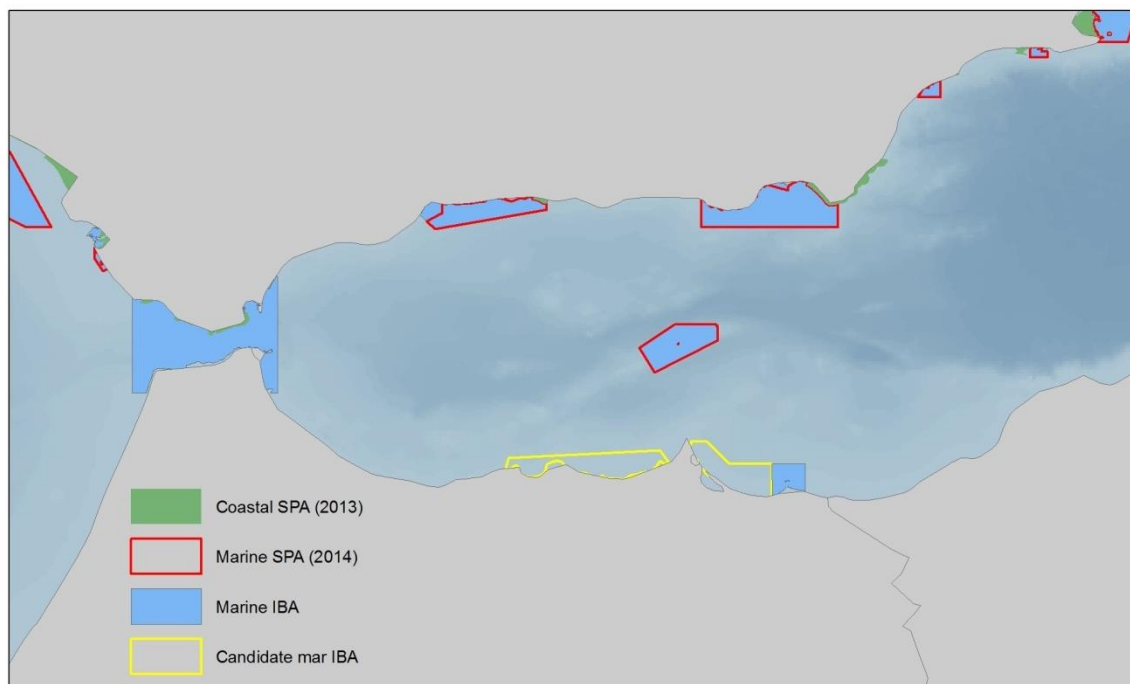 Coastal SPA (2013)
Marine SPA (2014)
Marine IBA
Candidate mar IBA